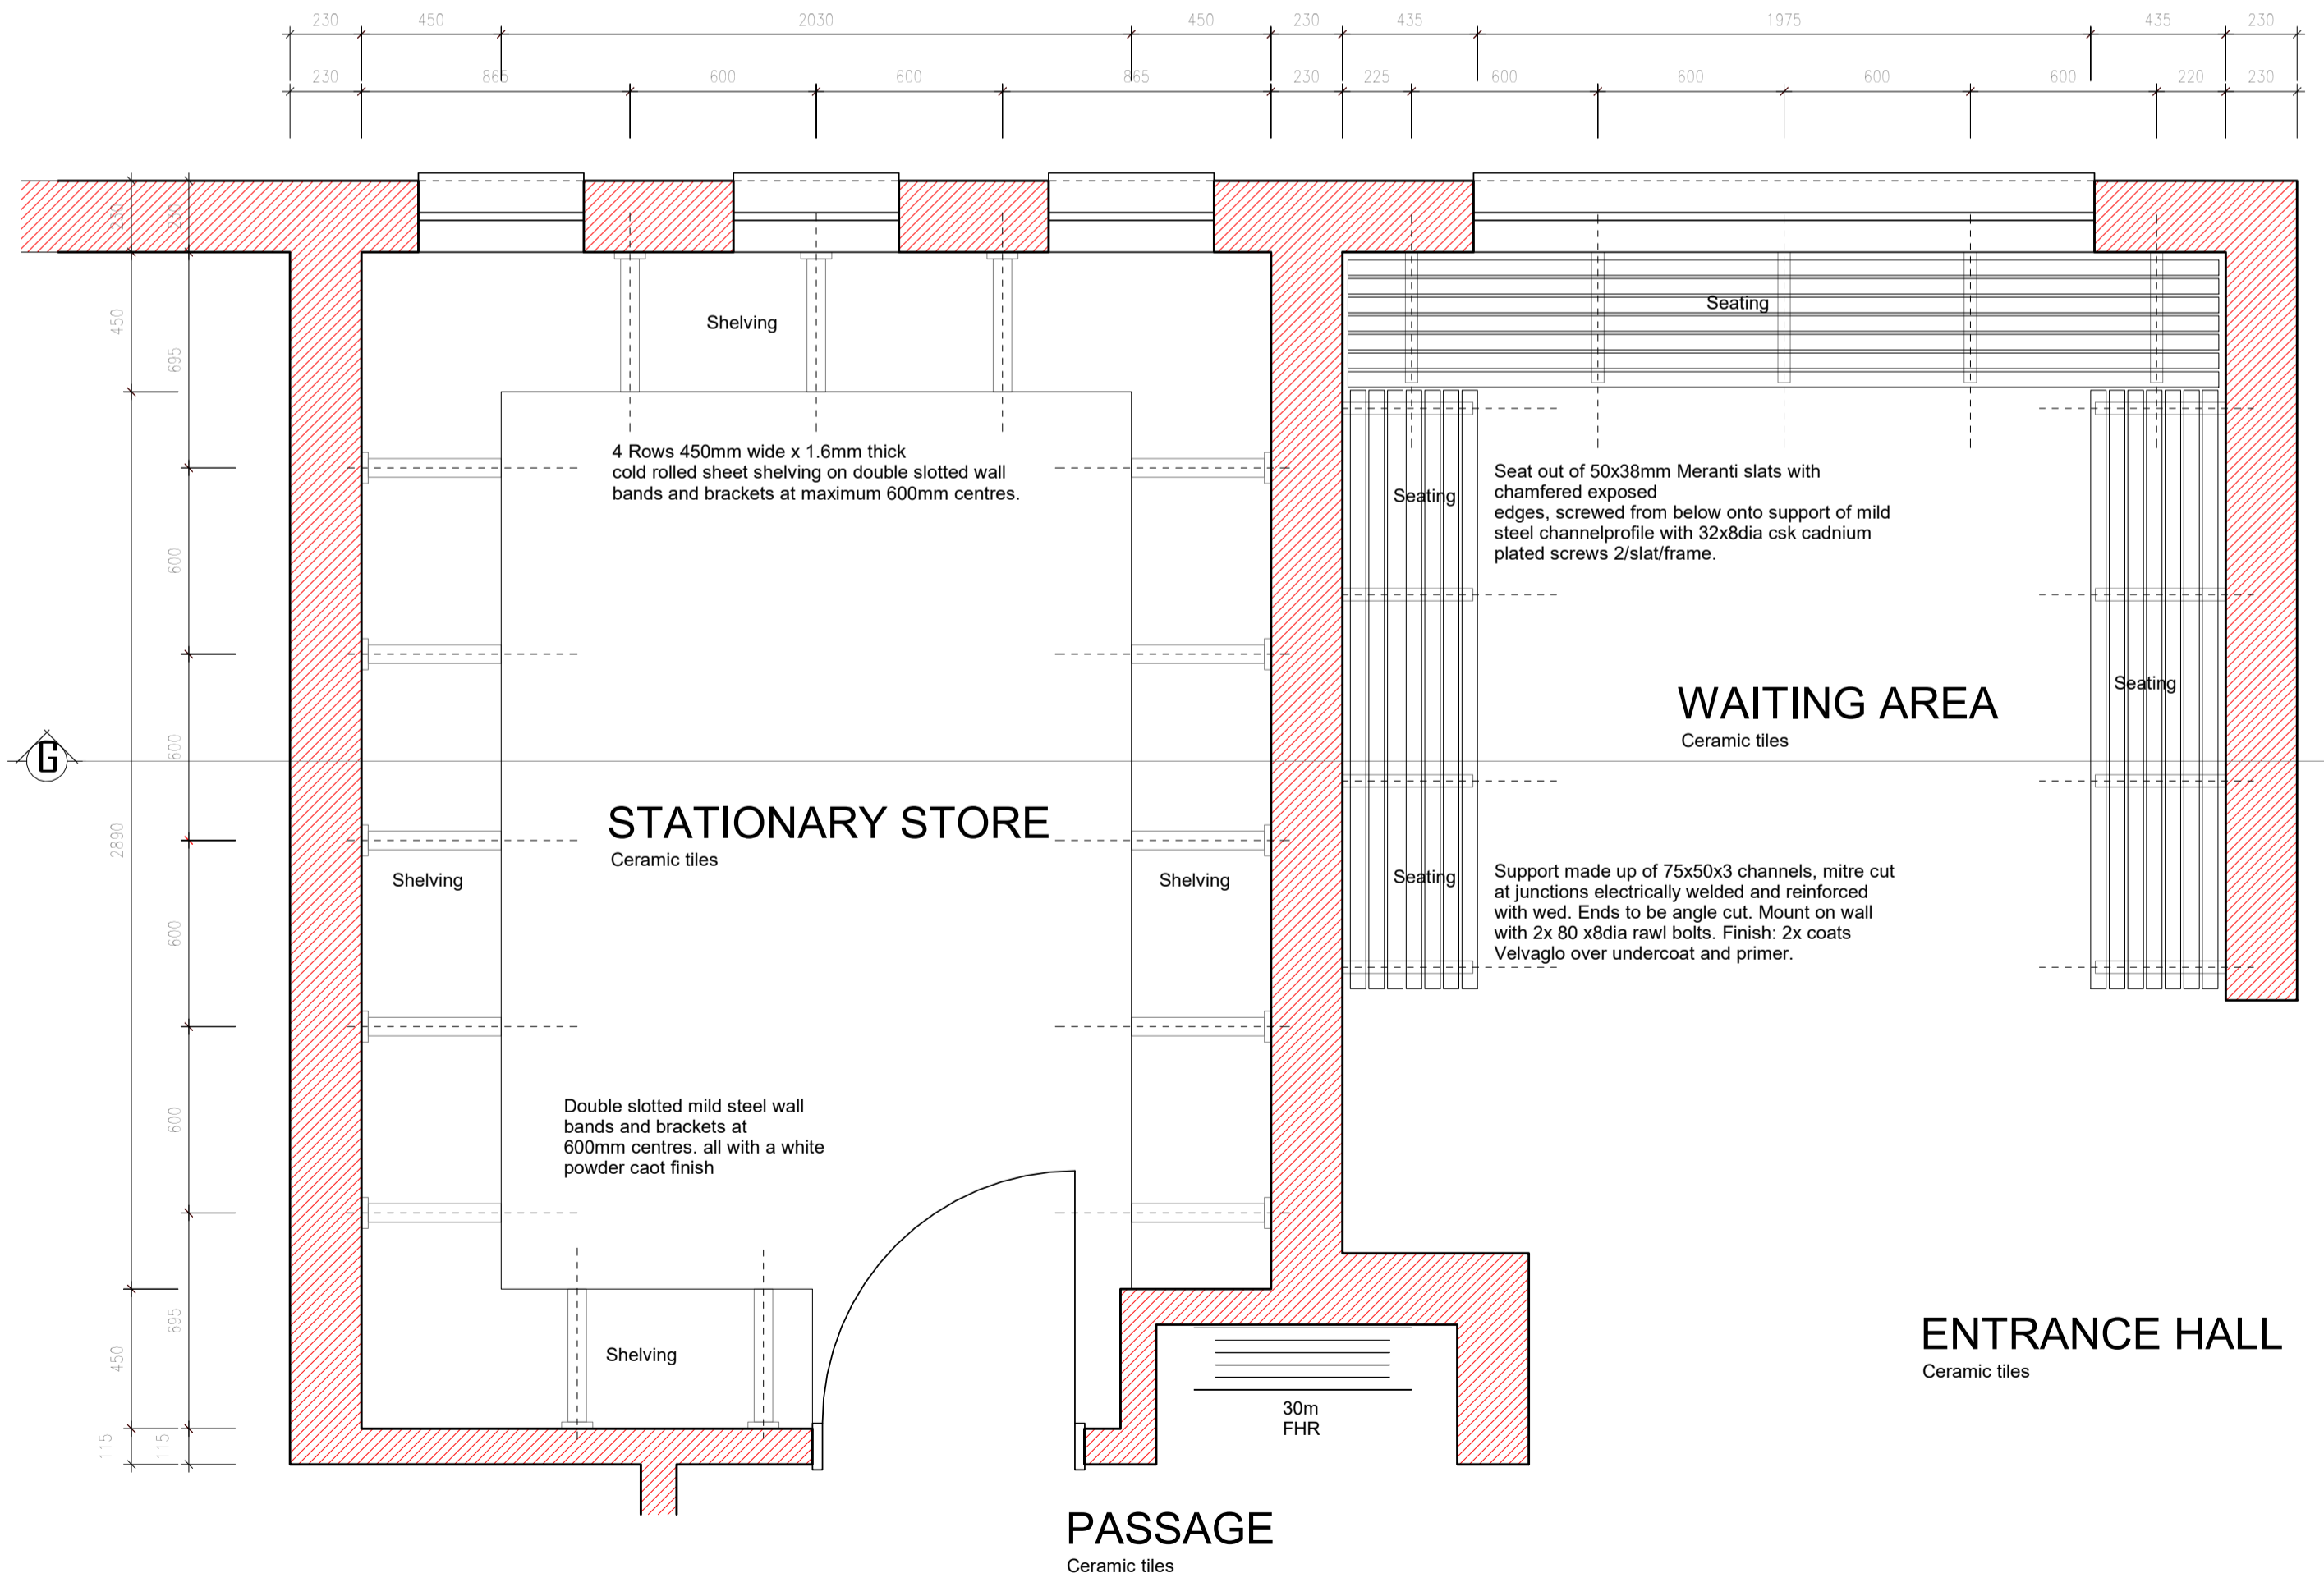 230 450 2030 450 230 435 1975 435 230
230 865 600 600 865 230 225 600 600 600 600 220 230
230 230
450
695
600
600
600
600
2890
695
450
115 115
Shelving
4 Rows 450mm wide x 1.6mm thick
cold rolled sheet shelving on double slotted wall
bands and brackets at maximum 600mm centres.
STATIONARY STORE
Ceramic tiles
Shelving
Shelving
Double slotted mild steel wall
bands and brackets at
600mm centres. all with a white
powder caot finish
Shelving
G
Seating
Seating
Seat out of 50x38mm Meranti slats with
chamfered exposed
edges, screwed from below onto support of mild
steel channelprofile with 32x8dia csk cadnium
plated screws 2/slat/frame.
WAITING AREA
Ceramic tiles
Seating
Seating
Support made up of 75x50x3 channels, mitre cut
at junctions electrically welded and reinforced
with wed. Ends to be angle cut. Mount on wall
with 2x 80 x8dia rawl bolts. Finish: 2x coats
Velvaglo over undercoat and primer.
ENTRANCE HALL
Ceramic tiles
30m
FHR
PASSAGE
Ceramic tiles